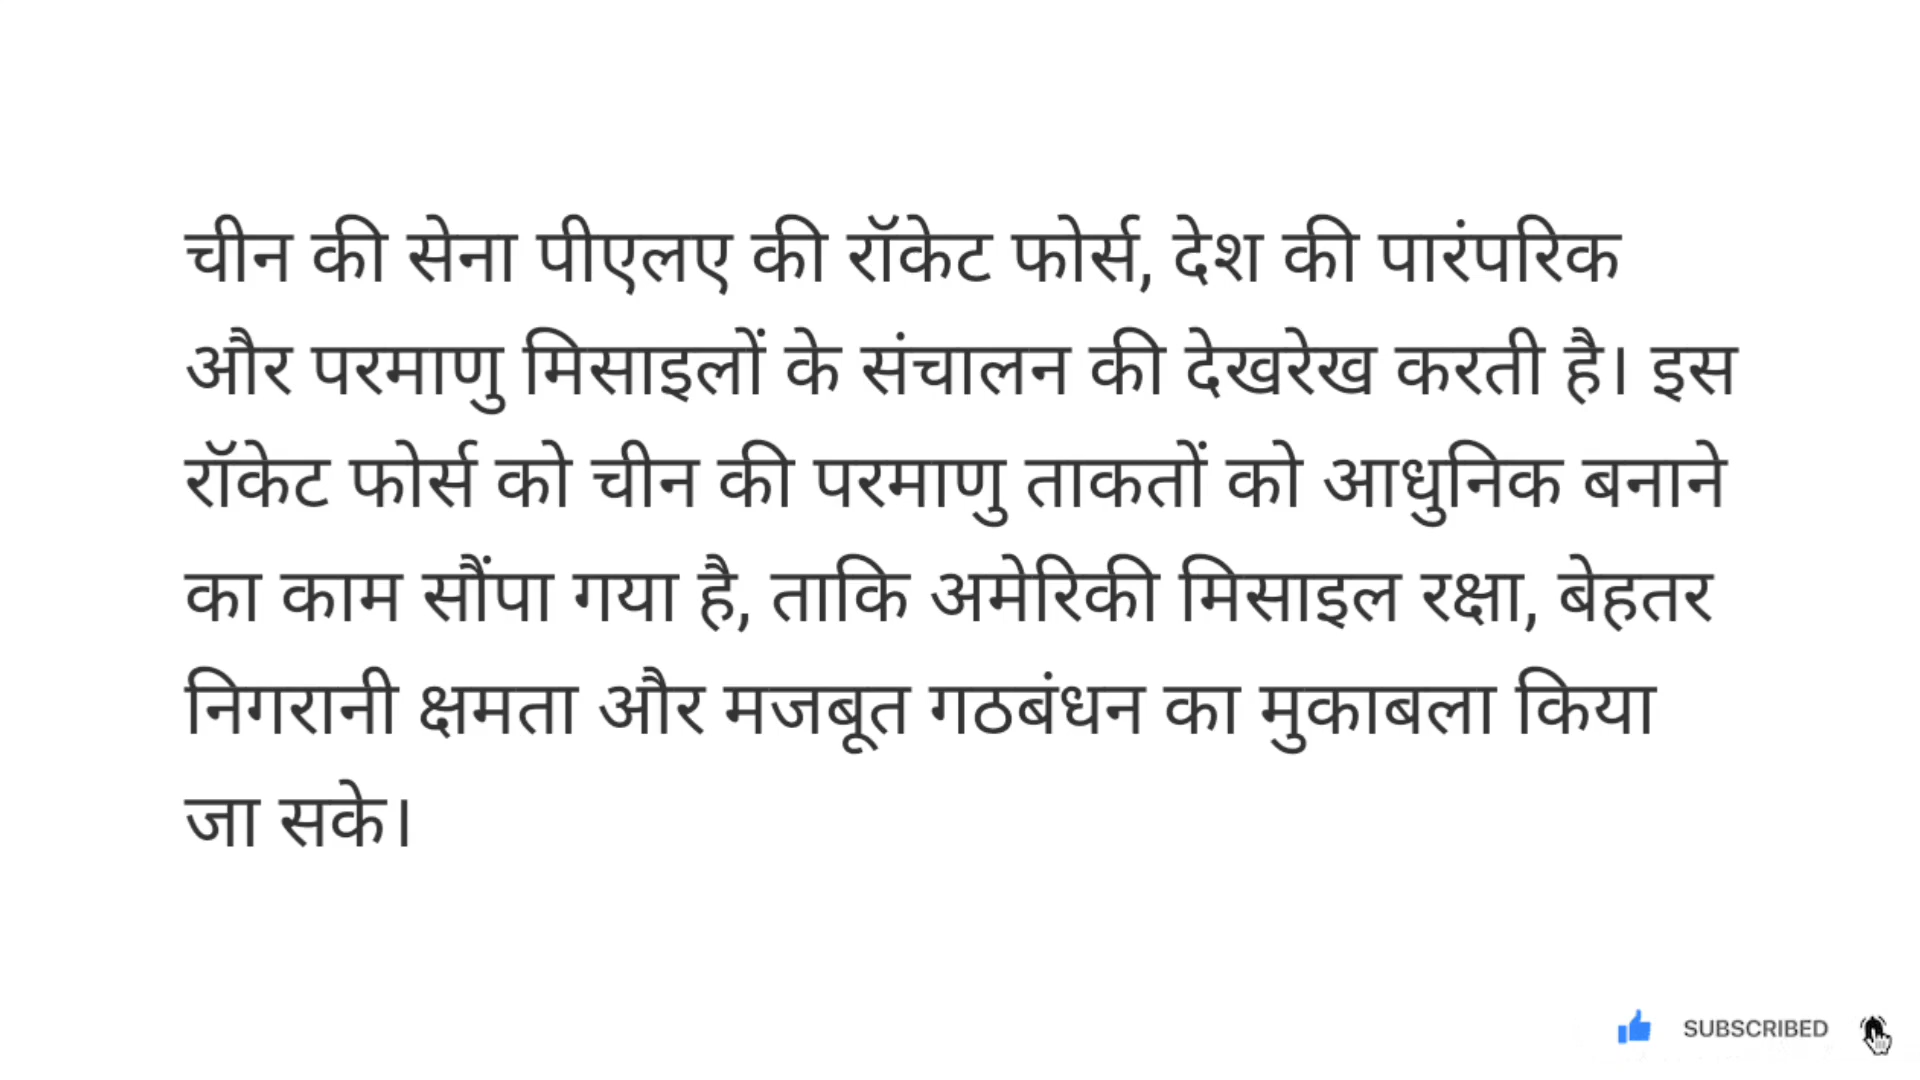 चीन की सेना पीएलए की रॉकेट फोर्स, देश की पारंपरिक
और परमाणु मिसाइलों के संचालन की देखरेख करती है। इस
रॉकेट फोर्स को चीन की परमाणु ताकतों को आधुनिक बनाने
का काम सौंपा गया है, ताकि अमेरिकी मिसाइल रक्षा, बेहतर
निगरानी क्षमता और मजबूत गठबंधन का मुकाबला किया
जा सके।
SUBSCRIBED